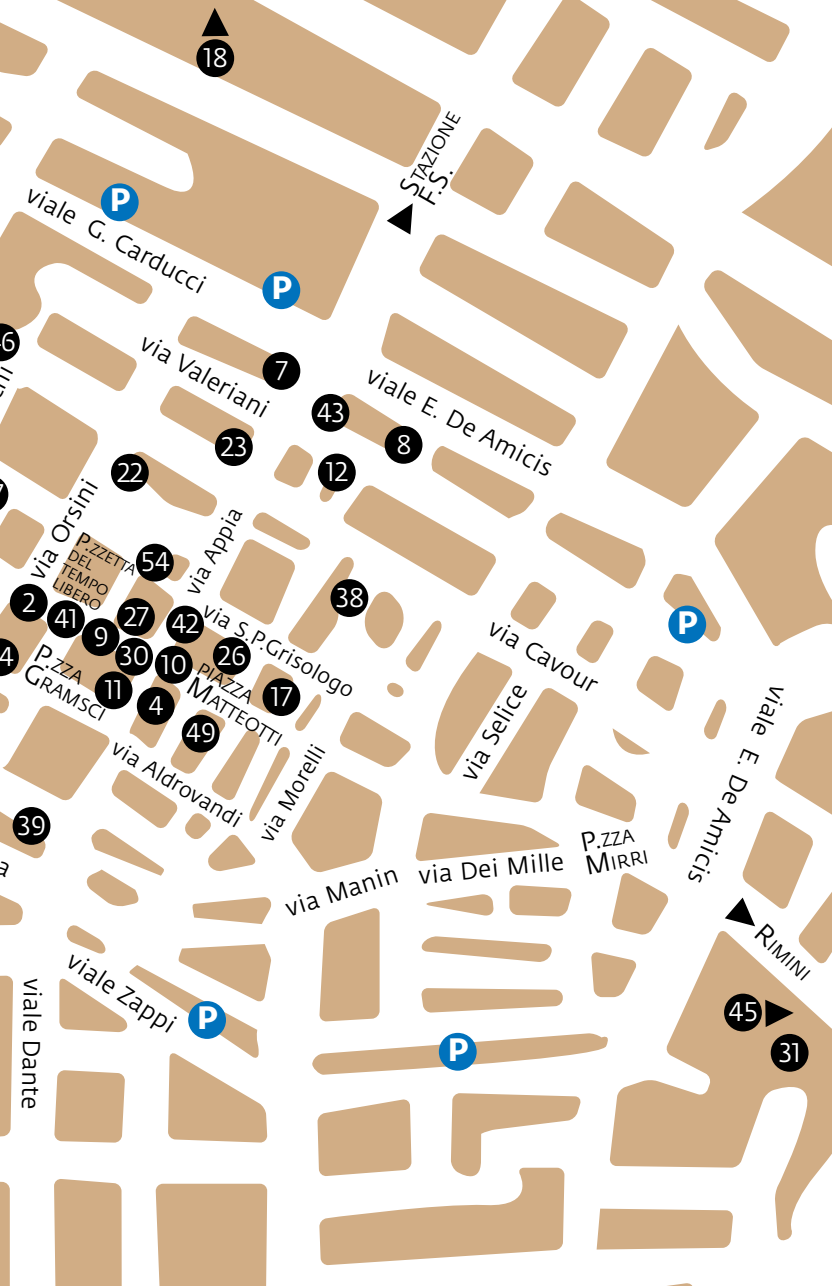 18
STAZIONE
F.S.
P
viale G. Carducci
P
via Valeriani
7
viale E. De Amicis
43
8
23
22
12
via Orsini
via Appia
P.ZZETTA
DEL
TEMPO
LIBERO
54
38
2
41
27
42
via S.P.Grisologo
P
9
30
10
26
via Cavour
P.ZZA
GRAMSCI
11
4
PIAZZA
MATTEOTTI
17
49
via Selice
viale E. De Amicis
via Aldrovandi
via Morelli
39
P.ZZA
MIRRI
via Manin
via Dei Mille
RIMINI
viale Zappi
viale Dante
P
45
P
31